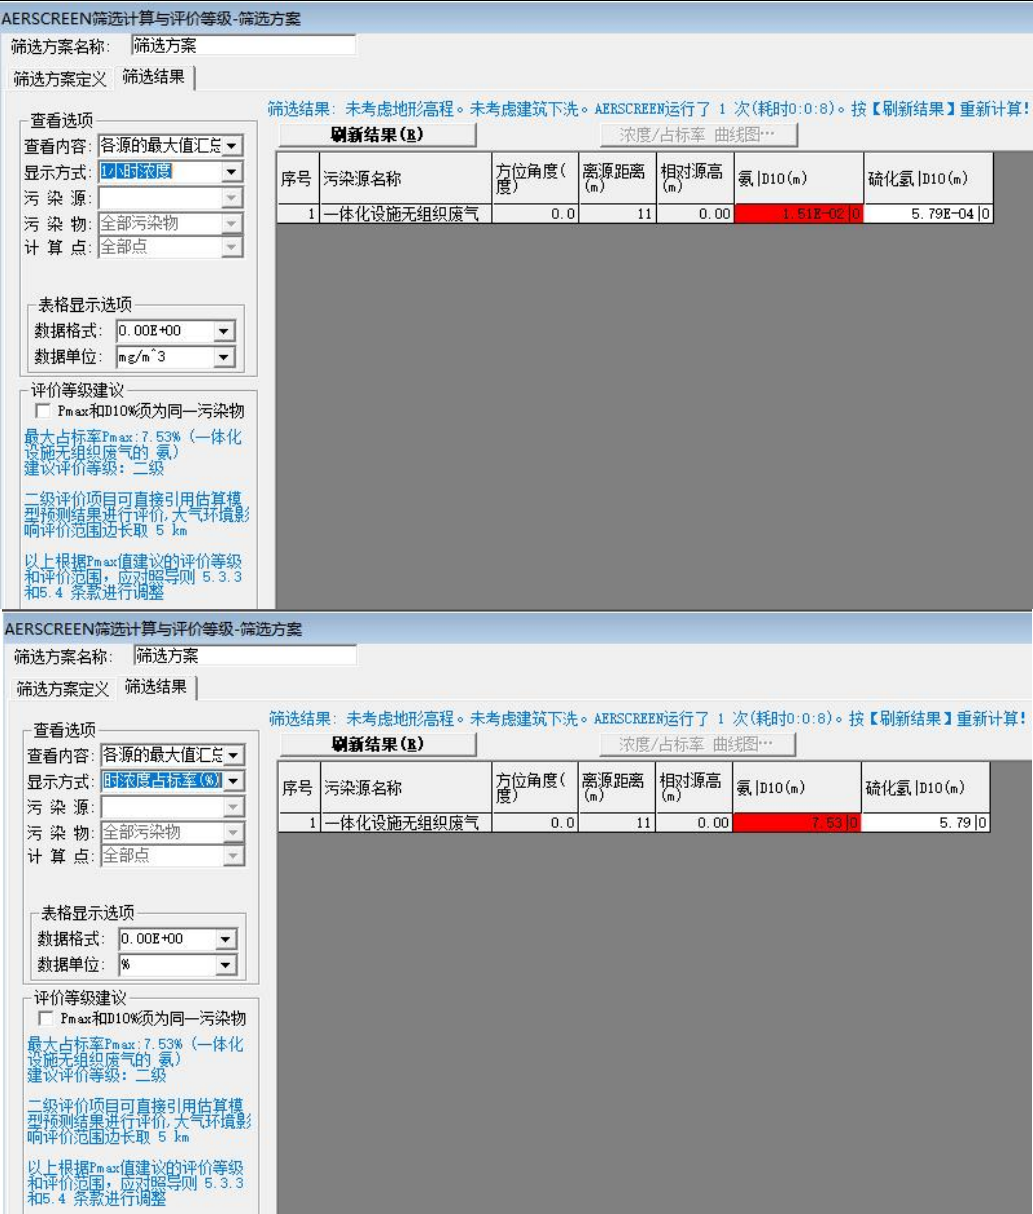 AERSCREEN筛选计算与评价等级-筛选方案
筛选方案名称: 筛选方案
筛选方案定义 筛选结果
筛选结果: 未考虑地形高程。未考虑建筑下洗。AERSCREEN运行了 1 次(耗时0:0:8)。按【刷新结果】重新计算!
查看选项
刷新结果(R) 浓度/占标率 曲线图…
查看内容: 各源的最大值汇总
显示方式: 1小时浓度
污 染 源:
污 染 物: 全部污染物
计 算 点: 全部点
序号 污染源名称 方位角度(度) 离源距离(m) 相对源高(m) 氨|D10(m) 硫化氢|D10(m)
1 一体化设施无组织废气 0.0 11 0.00 1.51E-02|0 5.79E-04|0
表格显示选项
数据格式: 0.00E+00
数据单位: mg/m^3
评价等级建议
Pmax和D10%须为同一污染物
最大占标率Pmax:7.53% (一体化
设施无组织废气的 氨)
建议评价等级: 二级
二级评价项目可直接引用估算模
型预测结果进行评价,大气环境影
响评价范围边长取 5 km
以上根据Pmax值建议的评价等级
和评价范围, 应对照导则 5.3.3
和5.4 条款进行调整
AERSCREEN筛选计算与评价等级-筛选方案
筛选方案名称: 筛选方案
筛选方案定义 筛选结果
筛选结果: 未考虑地形高程。未考虑建筑下洗。AERSCREEN运行了 1 次(耗时0:0:8)。按【刷新结果】重新计算!
查看选项
刷新结果(R) 浓度/占标率 曲线图…
查看内容: 各源的最大值汇总
显示方式: 时浓度占标率(%)
污 染 源:
污 染 物: 全部污染物
计 算 点: 全部点
序号 污染源名称 方位角度(度) 离源距离(m) 相对源高(m) 氨|D10(m) 硫化氢|D10(m)
1 一体化设施无组织废气 0.0 11 0.00 7.53|0 5.79|0
表格显示选项
数据格式: 0.00E+00
数据单位: %
评价等级建议
Pmax和D10%须为同一污染物
最大占标率Pmax:7.53% (一体化
设施无组织废气的 氨)
建议评价等级: 二级
二级评价项目可直接引用估算模
型预测结果进行评价,大气环境影
响评价范围边长取 5 km
以上根据Pmax值建议的评价等级
和评价范围, 应对照导则 5.3.3
和5.4 条款进行调整